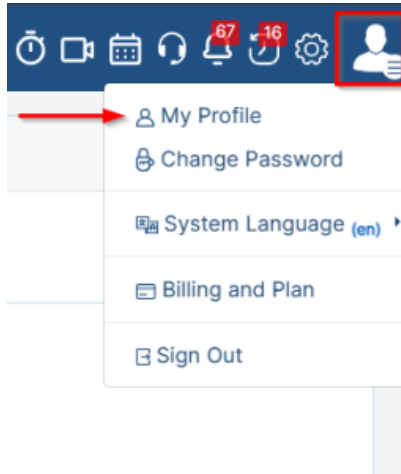 67
16
My Profile
Change Password
System Language (en)
Billing and Plan
Sign Out